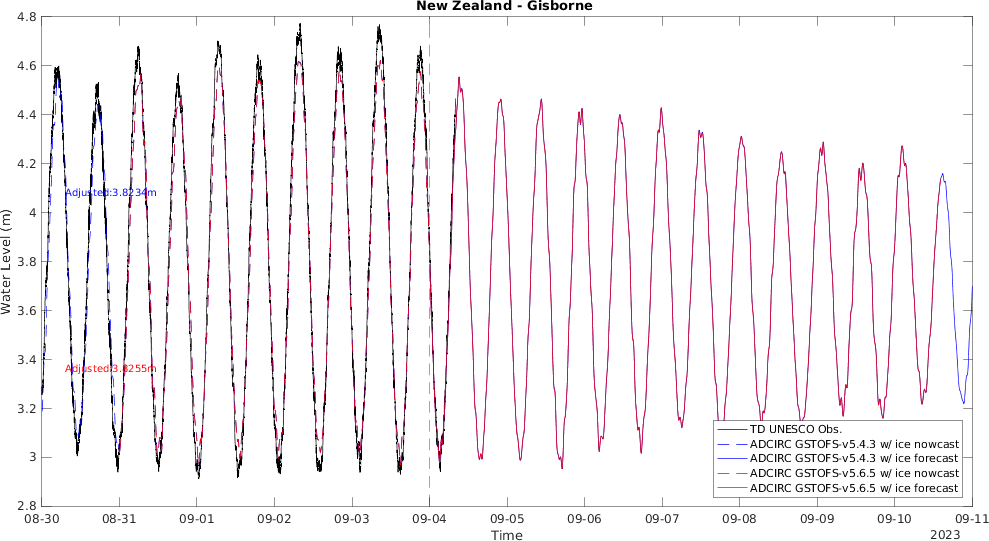 New Zealand - Gisborne
4.8
4.6
4.4
4.2
4
3.8
3.6
3.4
3.2
3
2.8
Water Level (m)
Adjusted:3.8234m
Adjusted:3.8255m
TD UNESCO Obs.
ADCIRC GSTOFS-v5.4.3 w/ ice nowcast
ADCIRC GSTOFS-v5.4.3 w/ ice forecast
ADCIRC GSTOFS-v5.6.5 w/ ice nowcast
ADCIRC GSTOFS-v5.6.5 w/ ice forecast
08-30 08-31 09-01 09-02 09-03 09-04 09-05 09-06 09-07 09-08 09-09 09-10 09-11
Time
2023